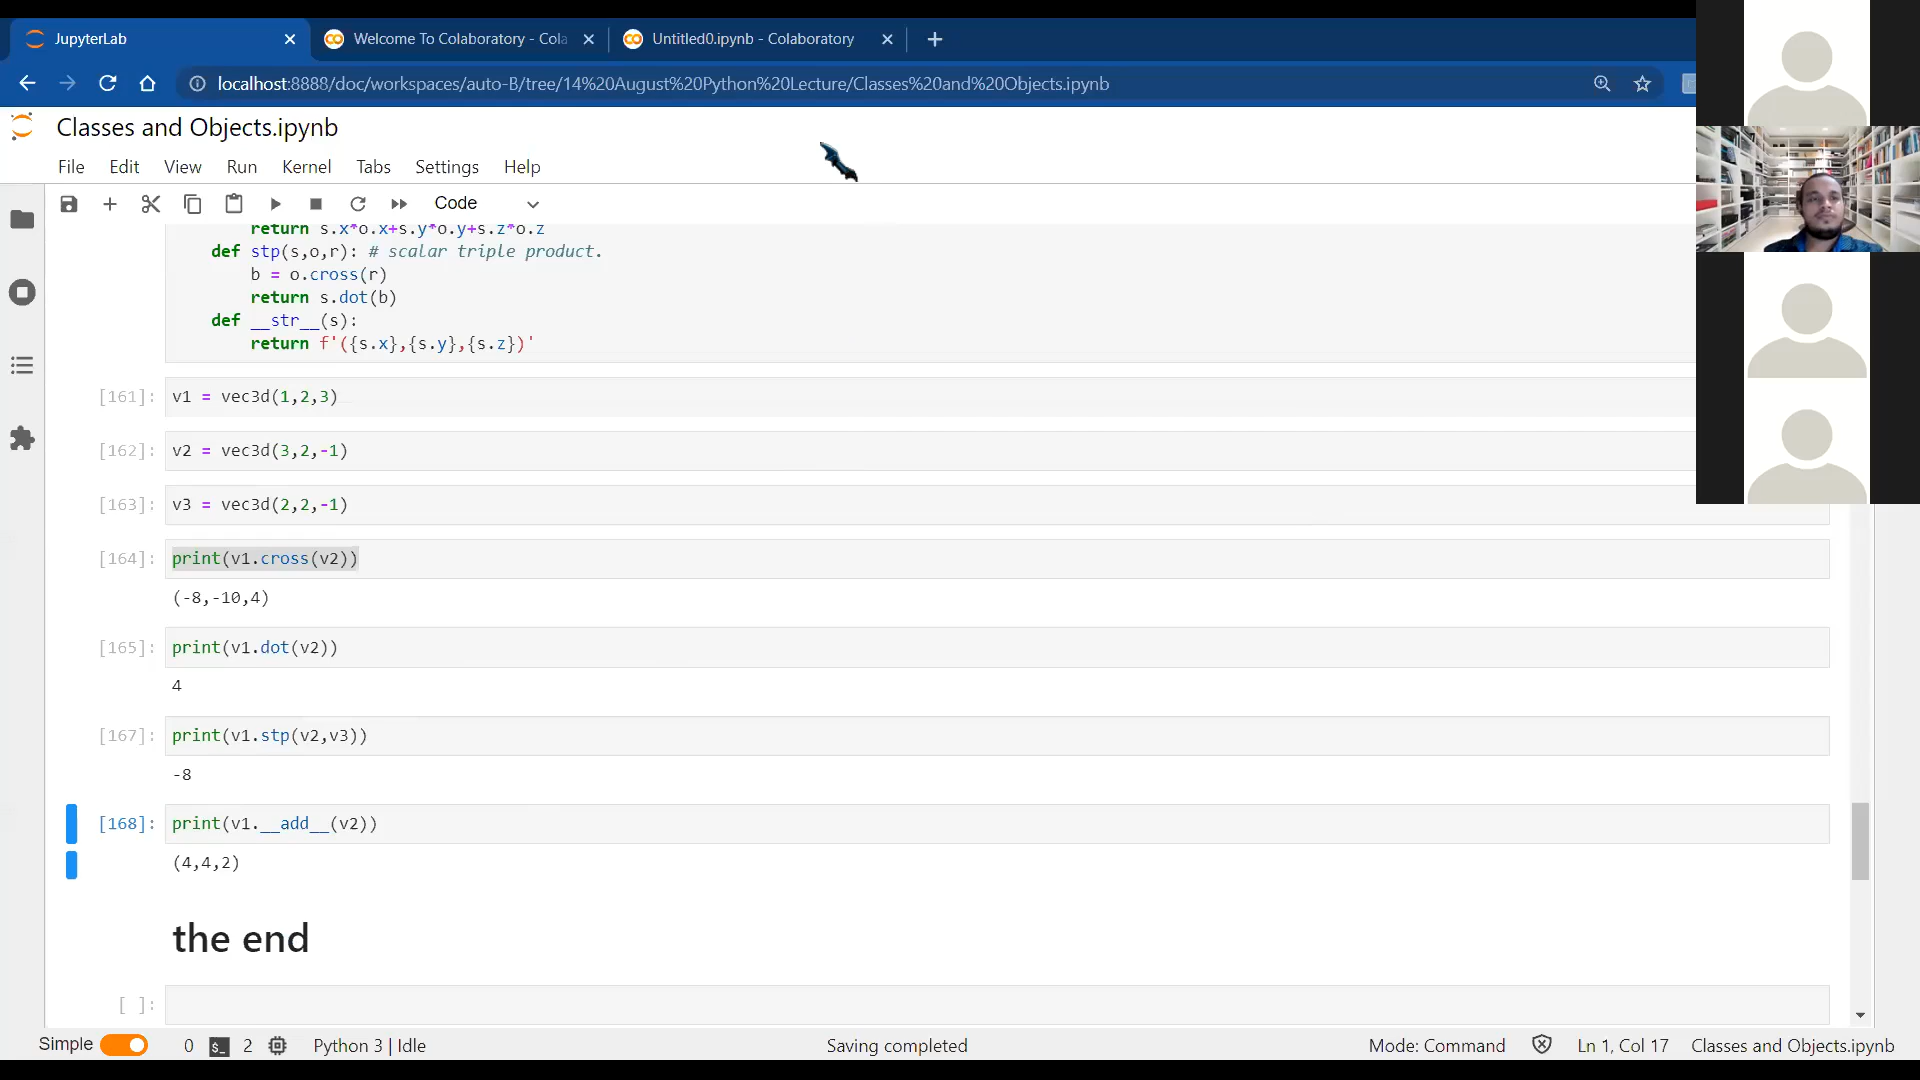 JupyterLab
Welcome To Colaboratory - Cola
Untitled0.ipynb - Colaboratory
localhost:8888/doc/workspaces/auto-B/tree/14%20August%20Python%20Lecture/Classes%20and%20Objects.ipynb
Classes and Objects.ipynb
File Edit View Run Kernel Tabs Settings Help
Code
return s.x*o.x+s.y*o.y+s.z*o.z
def stp(s,o,r): # scalar triple product.
b = o.cross(r)
return s.dot(b)
def __str__(s):
return f'({s.x},{s.y},{s.z})'
[161]: v1 = vec3d(1,2,3)
[162]: v2 = vec3d(3,2,-1)
[163]: v3 = vec3d(2,2,-1)
[164]: print(v1.cross(v2))
(-8,-10,4)
[165]: print(v1.dot(v2))
4
[167]: print(v1.stp(v2,v3))
-8
[168]: print(v1.__add__(v2))
(4,4,2)
the end
[ ]:
Simple 0 $_ 2 Python 3 | Idle Saving completed Mode: Command Ln 1, Col 17 Classes and Objects.ipynb